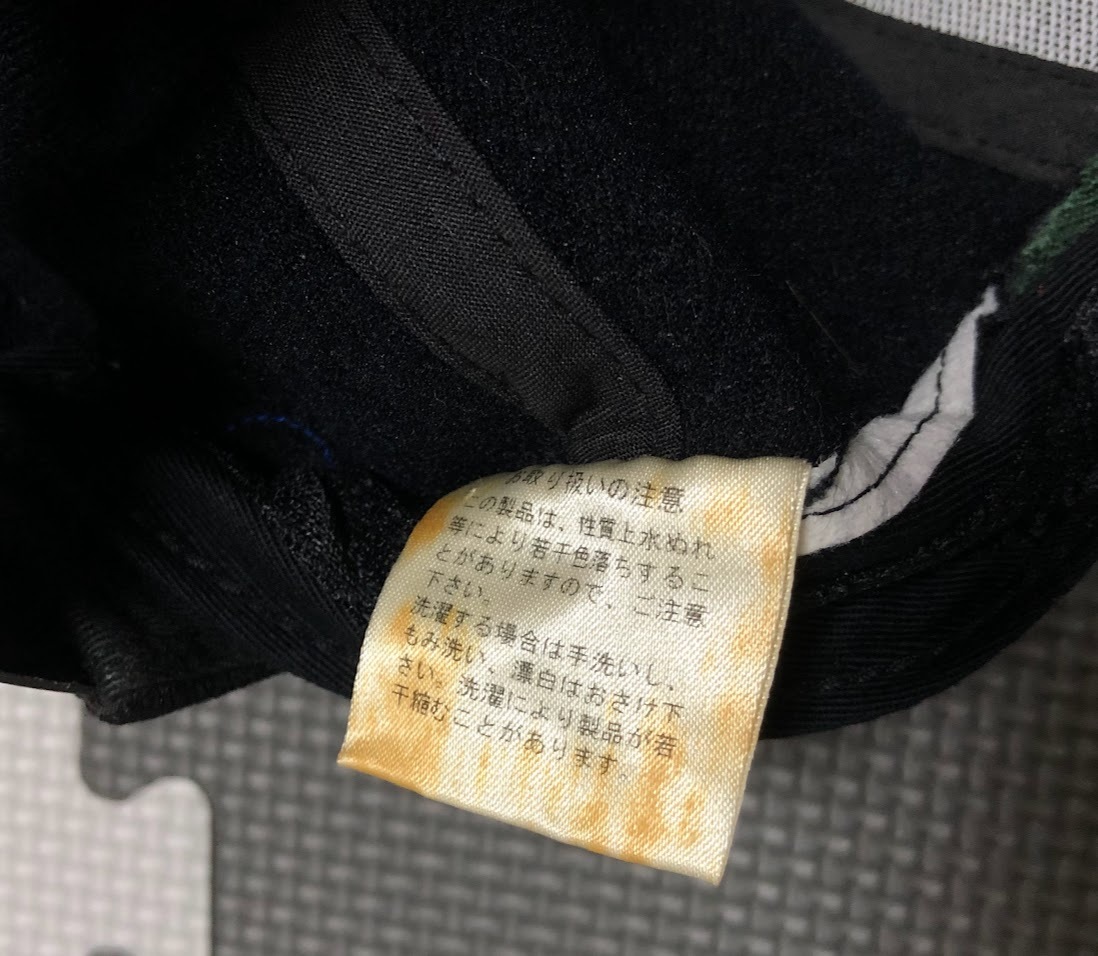 お取り扱いの注意
この製品は、性質上水ぬれ
等により若干色落ちするこ
とがありますので、ご注意
下さい。
洗濯する場合は手洗いし、
もみ洗い、漂白はおさけ下
さい。洗濯により製品が若
干縮むことがあります。